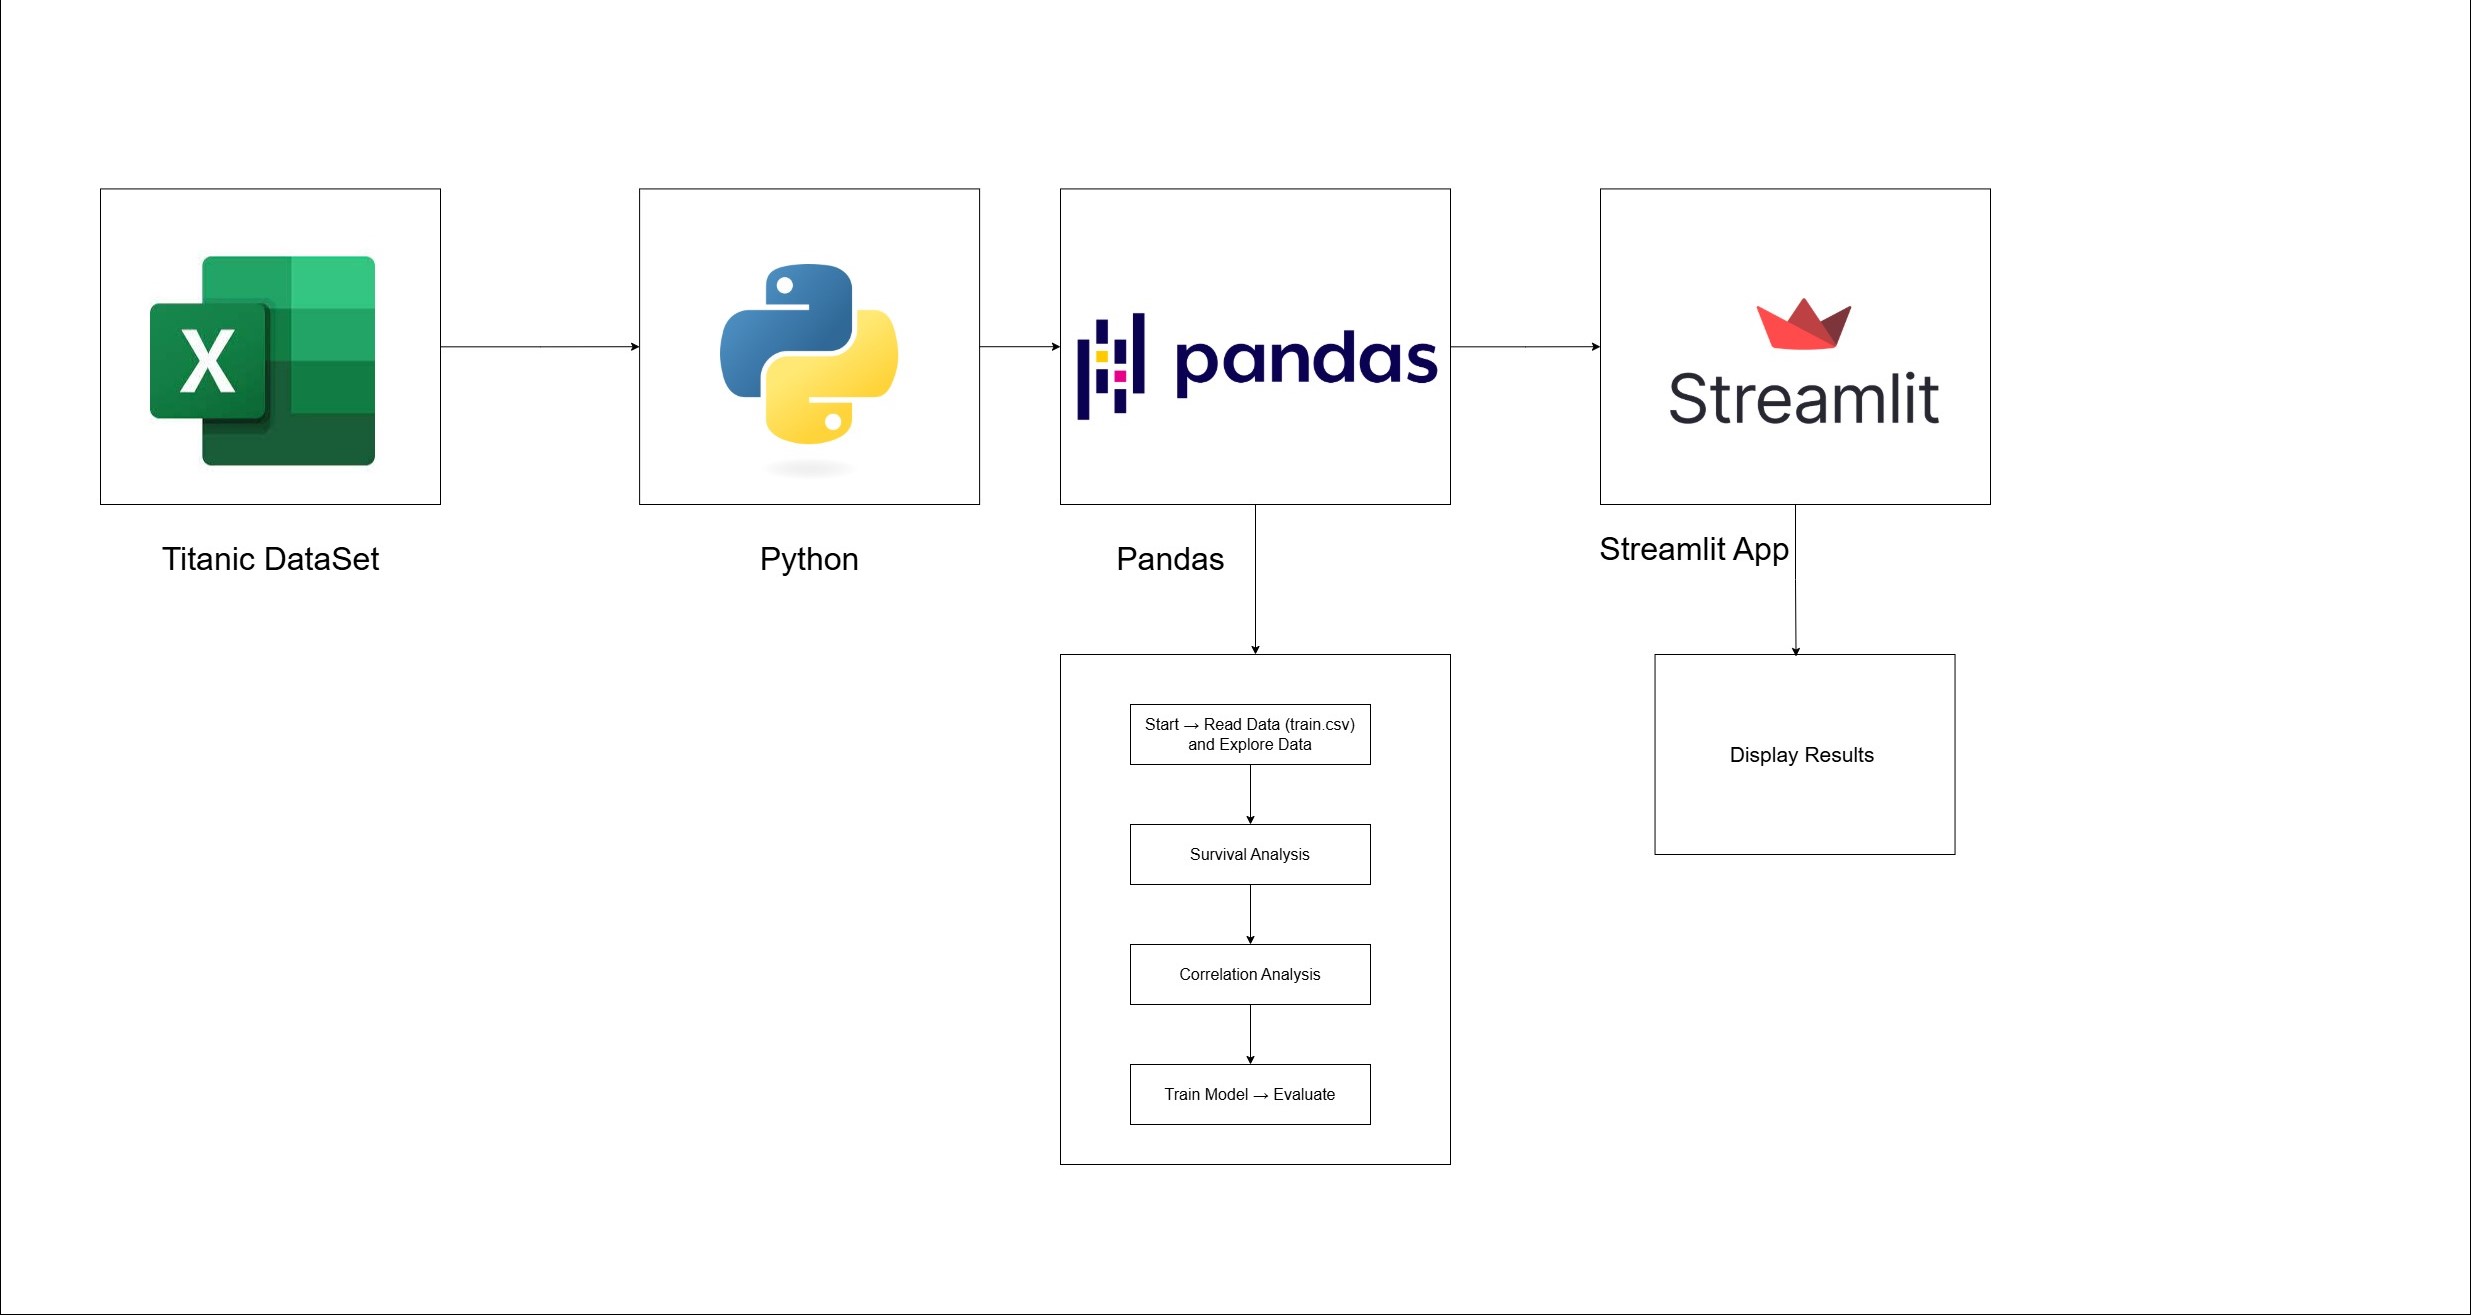 X
pandas
Streamlit
Titanic DataSet
Python
Pandas
Streamlit App
Start → Read Data (train.csv)
and Explore Data
Survival Analysis
Correlation Analysis
Train Model → Evaluate
Display Results